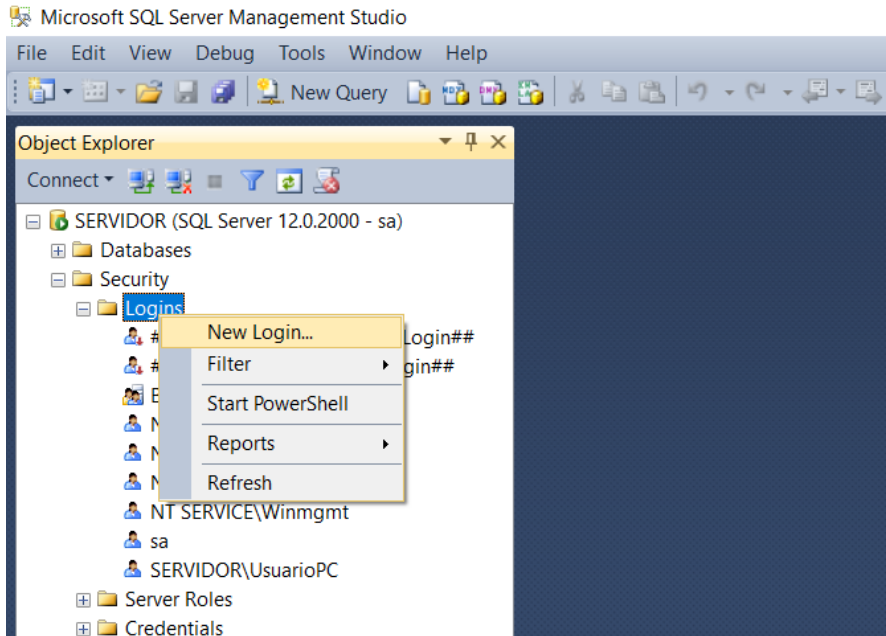 Microsoft SQL Server Management Studio
File Edit View Debug Tools Window Help
New Query
Object Explorer
Connect
SERVIDOR (SQL Server 12.0.2000 - sa)
Databases
Security
Logins
New Login...
#
Login##
Filter
#
gin##
Start PowerShell
Reports
Refresh
NT SERVICE\Winmgmt
sa
SERVIDOR\UsuarioPC
Server Roles
Credentials